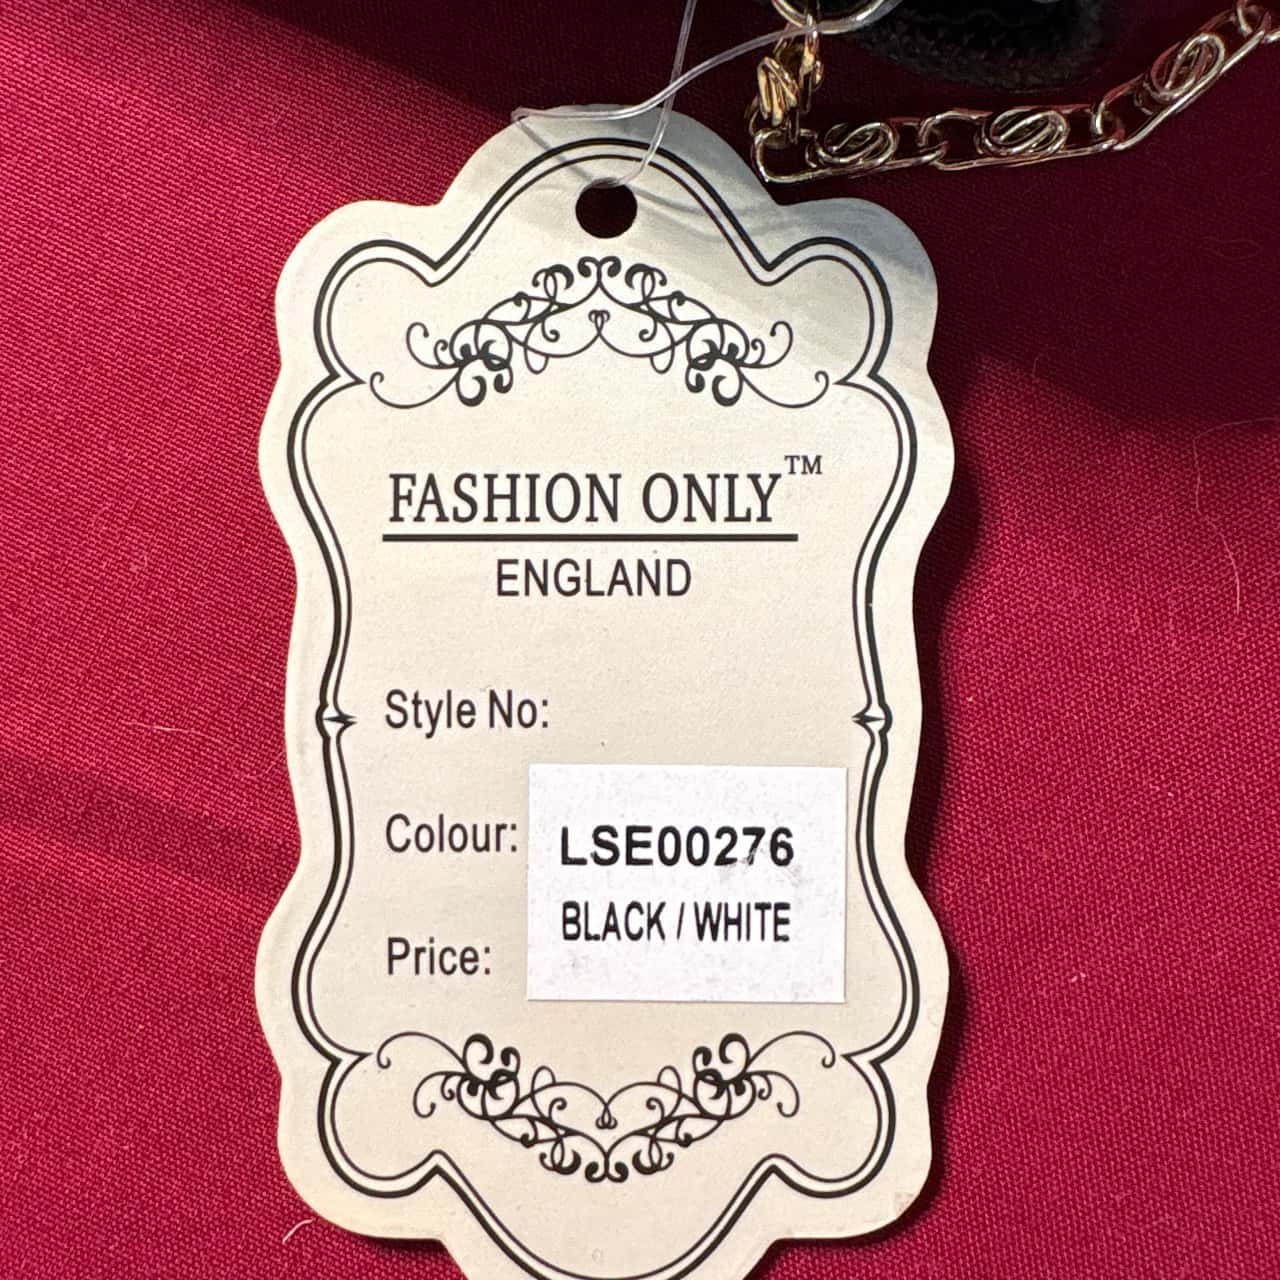 FASHION ONLY™
ENGLAND
Style No:
Colour:
LSE00276
BLACK / WHITE
Price: